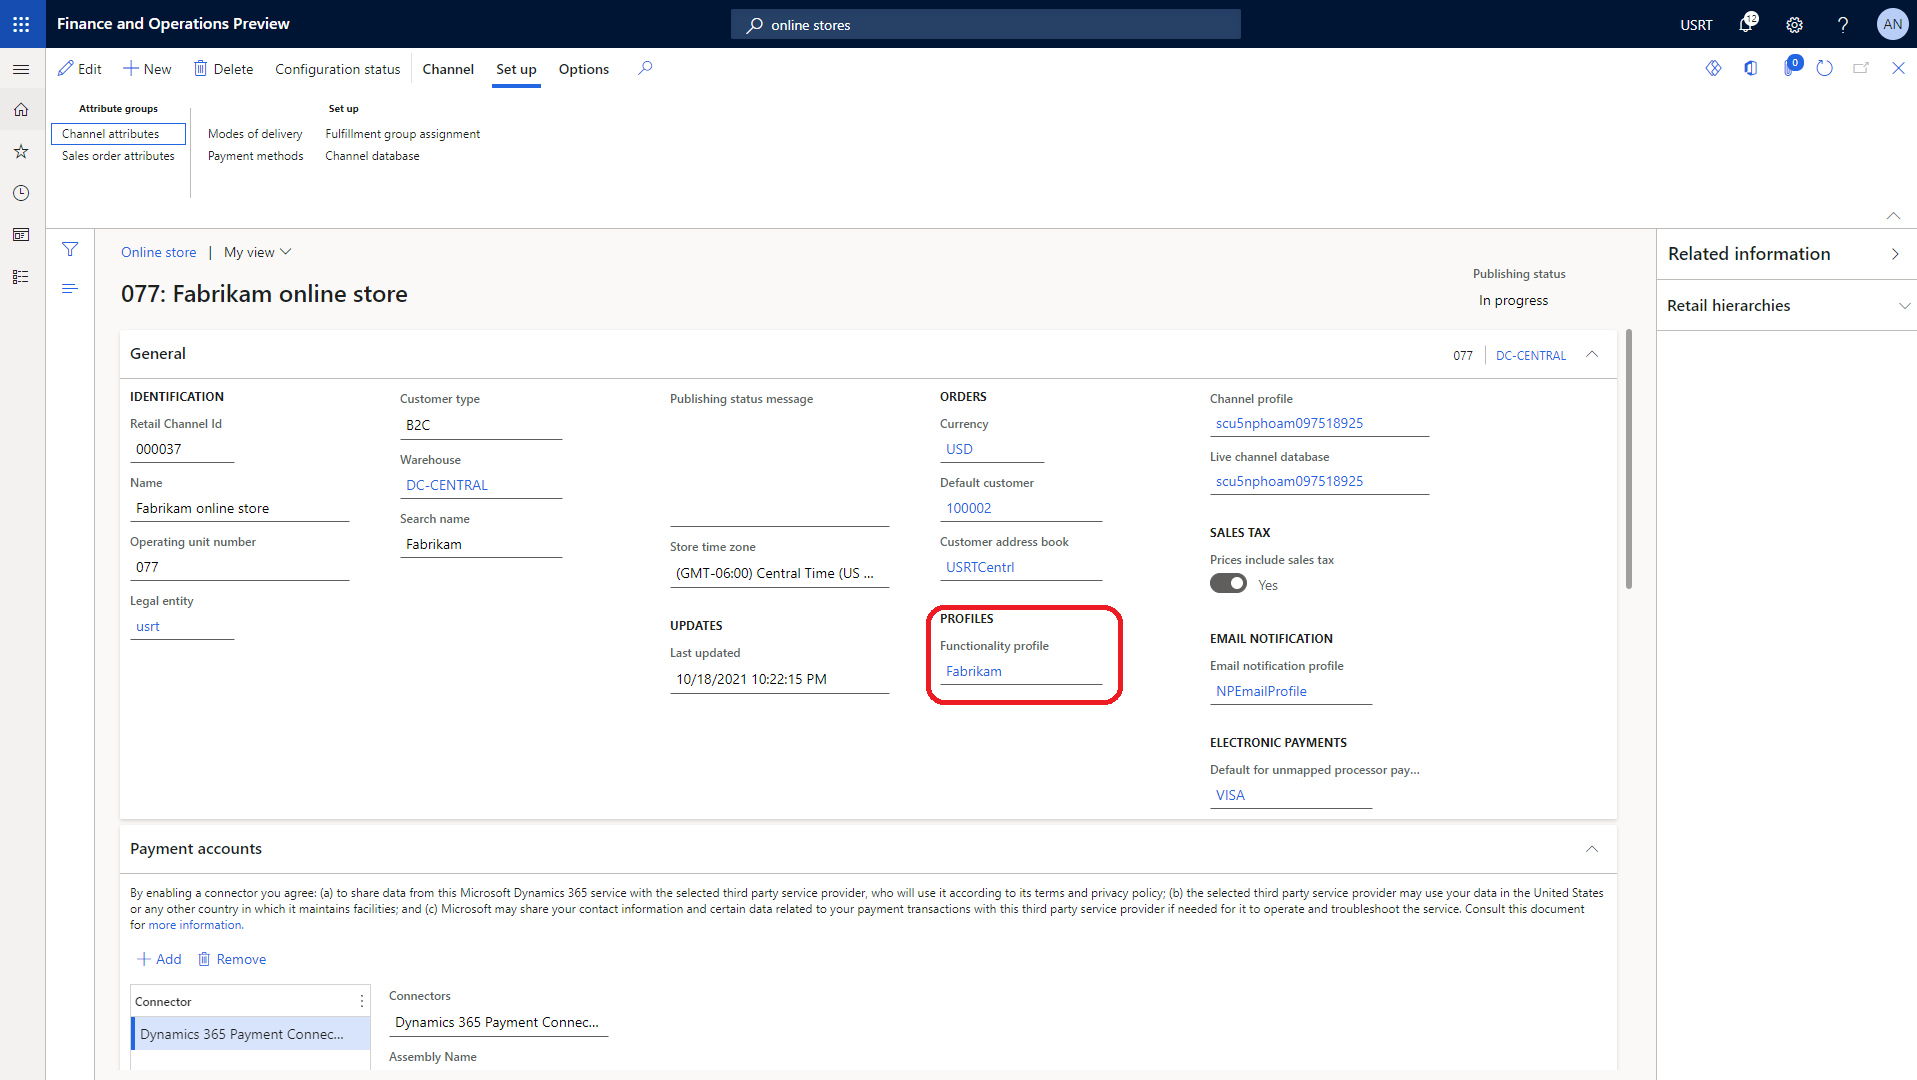 Finance and Operations Preview
online stores
USRT
12
?
AN
Edit
New
Delete
Configuration status
Channel
Set up
Options
0
Attribute groups
Channel attributes
Sales order attributes
Modes of delivery
Payment methods
Set up
Fulfillment group assignment
Channel database
Online store | My view
077: Fabrikam online store
Publishing status
In progress
Related information
Retail hierarchies
General
077
DC-CENTRAL
IDENTIFICATION
Retail Channel Id
000037
Name
Fabrikam online store
Operating unit number
077
Legal entity
usrt
Customer type
B2C
Warehouse
DC-CENTRAL
Search name
Fabrikam
Publishing status message
Store time zone
(GMT-06:00) Central Time (US ...
UPDATES
Last updated
10/18/2021 10:22:15 PM
ORDERS
Currency
USD
Default customer
100002
Customer address book
USRTCentrl
PROFILES
Functionality profile
Fabrikam
Channel profile
scu5nphoam097518925
Live channel database
scu5nphoam097518925
SALES TAX
Prices include sales tax
Yes
EMAIL NOTIFICATION
Email notification profile
NPEmailProfile
ELECTRONIC PAYMENTS
Default for unmapped processor pay...
VISA
Payment accounts
By enabling a connector you agree: (a) to share data from this Microsoft Dynamics 365 service with the selected third party service provider, who will use it according to its terms and privacy policy; (b) the selected third party service provider may use your data in the United States
or any other country in which it maintains facilities; and (c) Microsoft may share your contact information and certain data related to your payment transactions with this third party service provider if needed for it to operate and troubleshoot the service. Consult this document
for more information.
Add
Remove
Connector
Dynamics 365 Payment Connec...
Connectors
Dynamics 365 Payment Connec...
Assembly Name